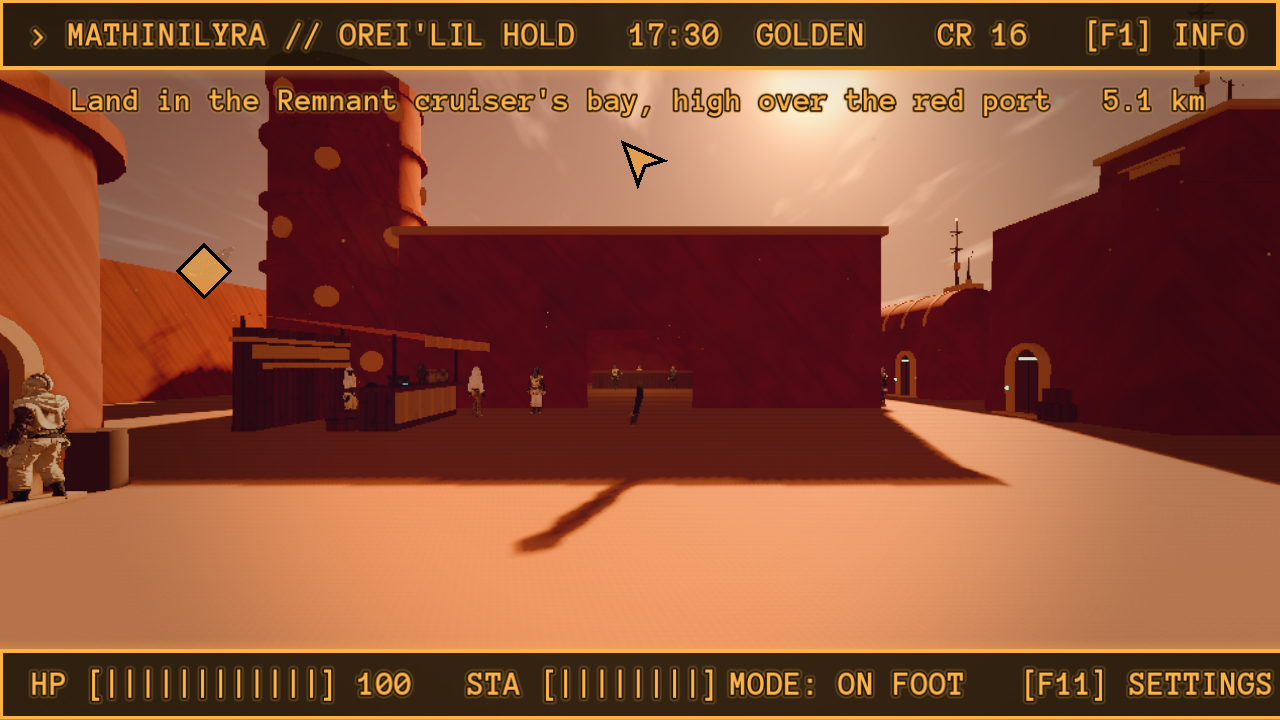 > MATHINILYRA // OREI'LIL HOLD 17:30 GOLDEN CR 16 [F1] INFO
Land in the Remnant cruiser's bay, high over the red port 5.1 km
HP [||||||||||||] 100 STA [||||||||] MODE: ON FOOT [F11] SETTINGS